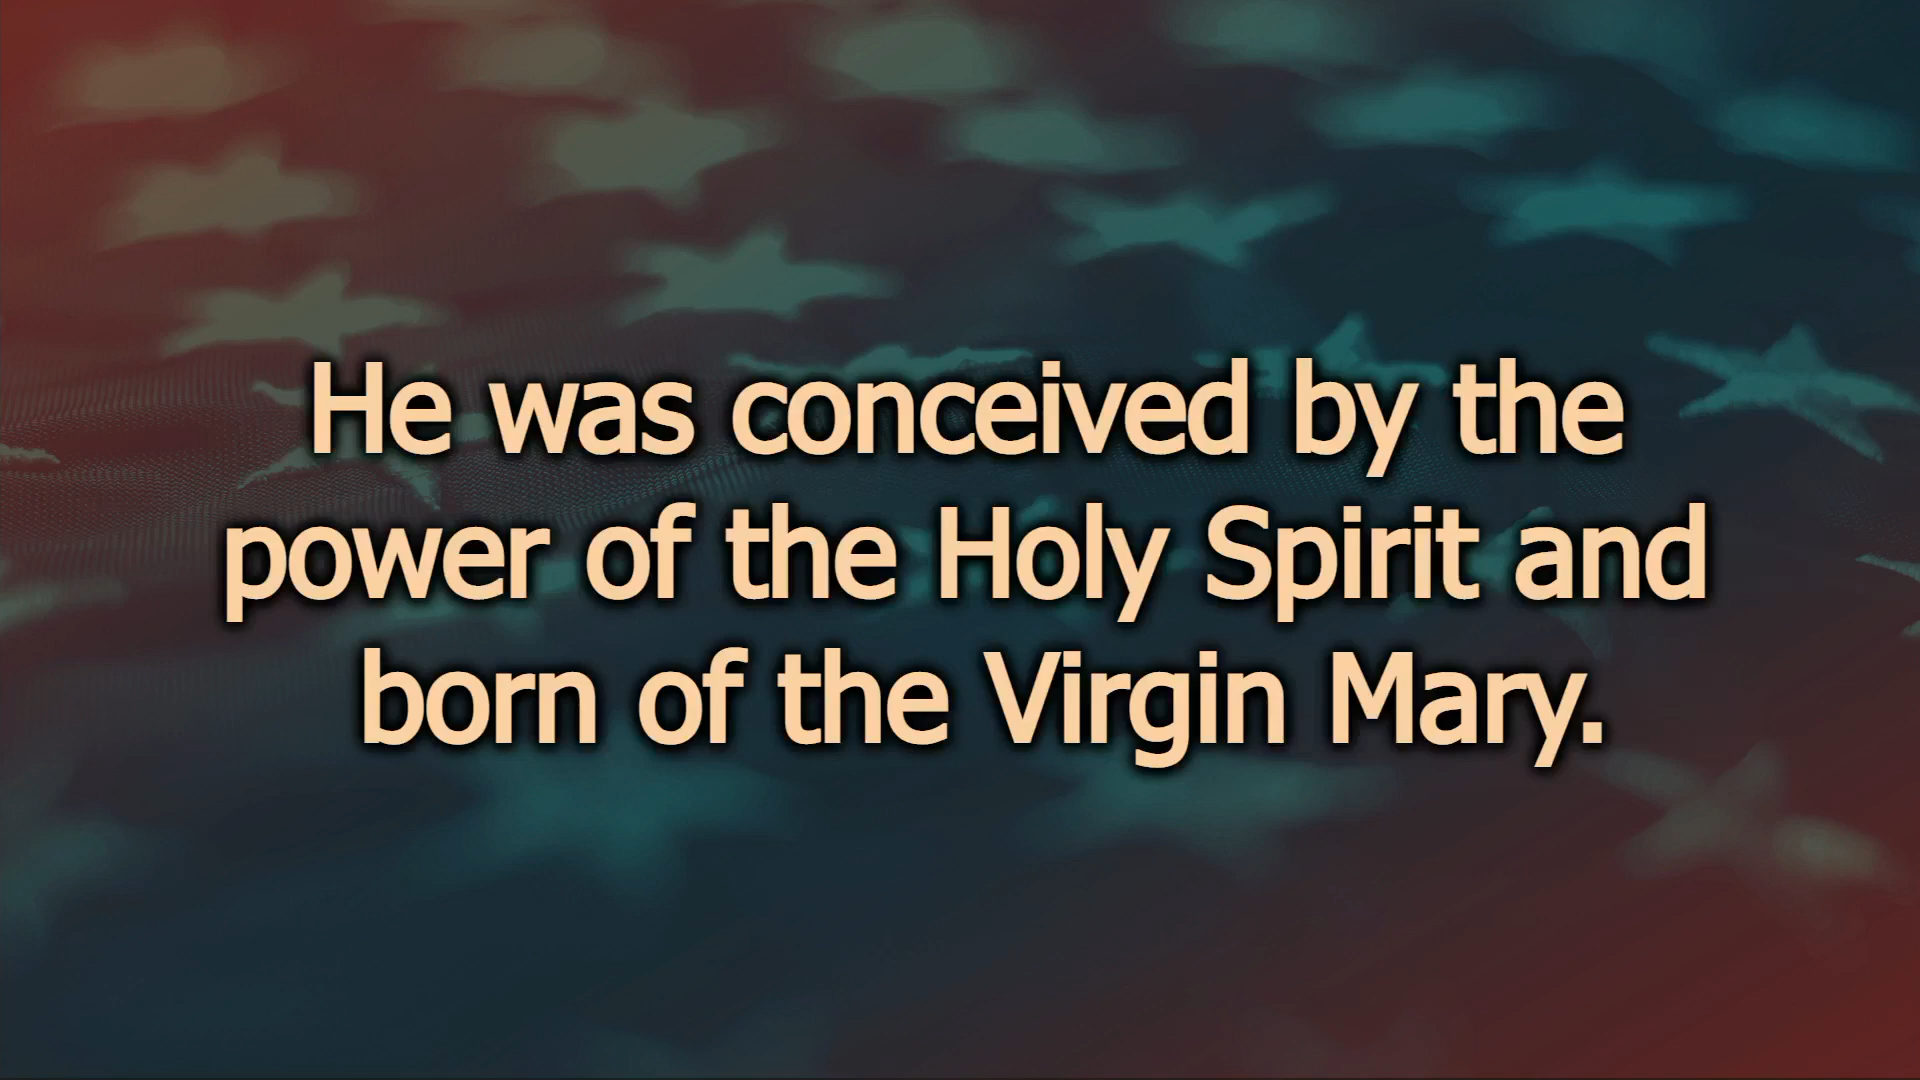 He was conceived by the
power of the Holy Spirit and
born of the Virgin Mary.